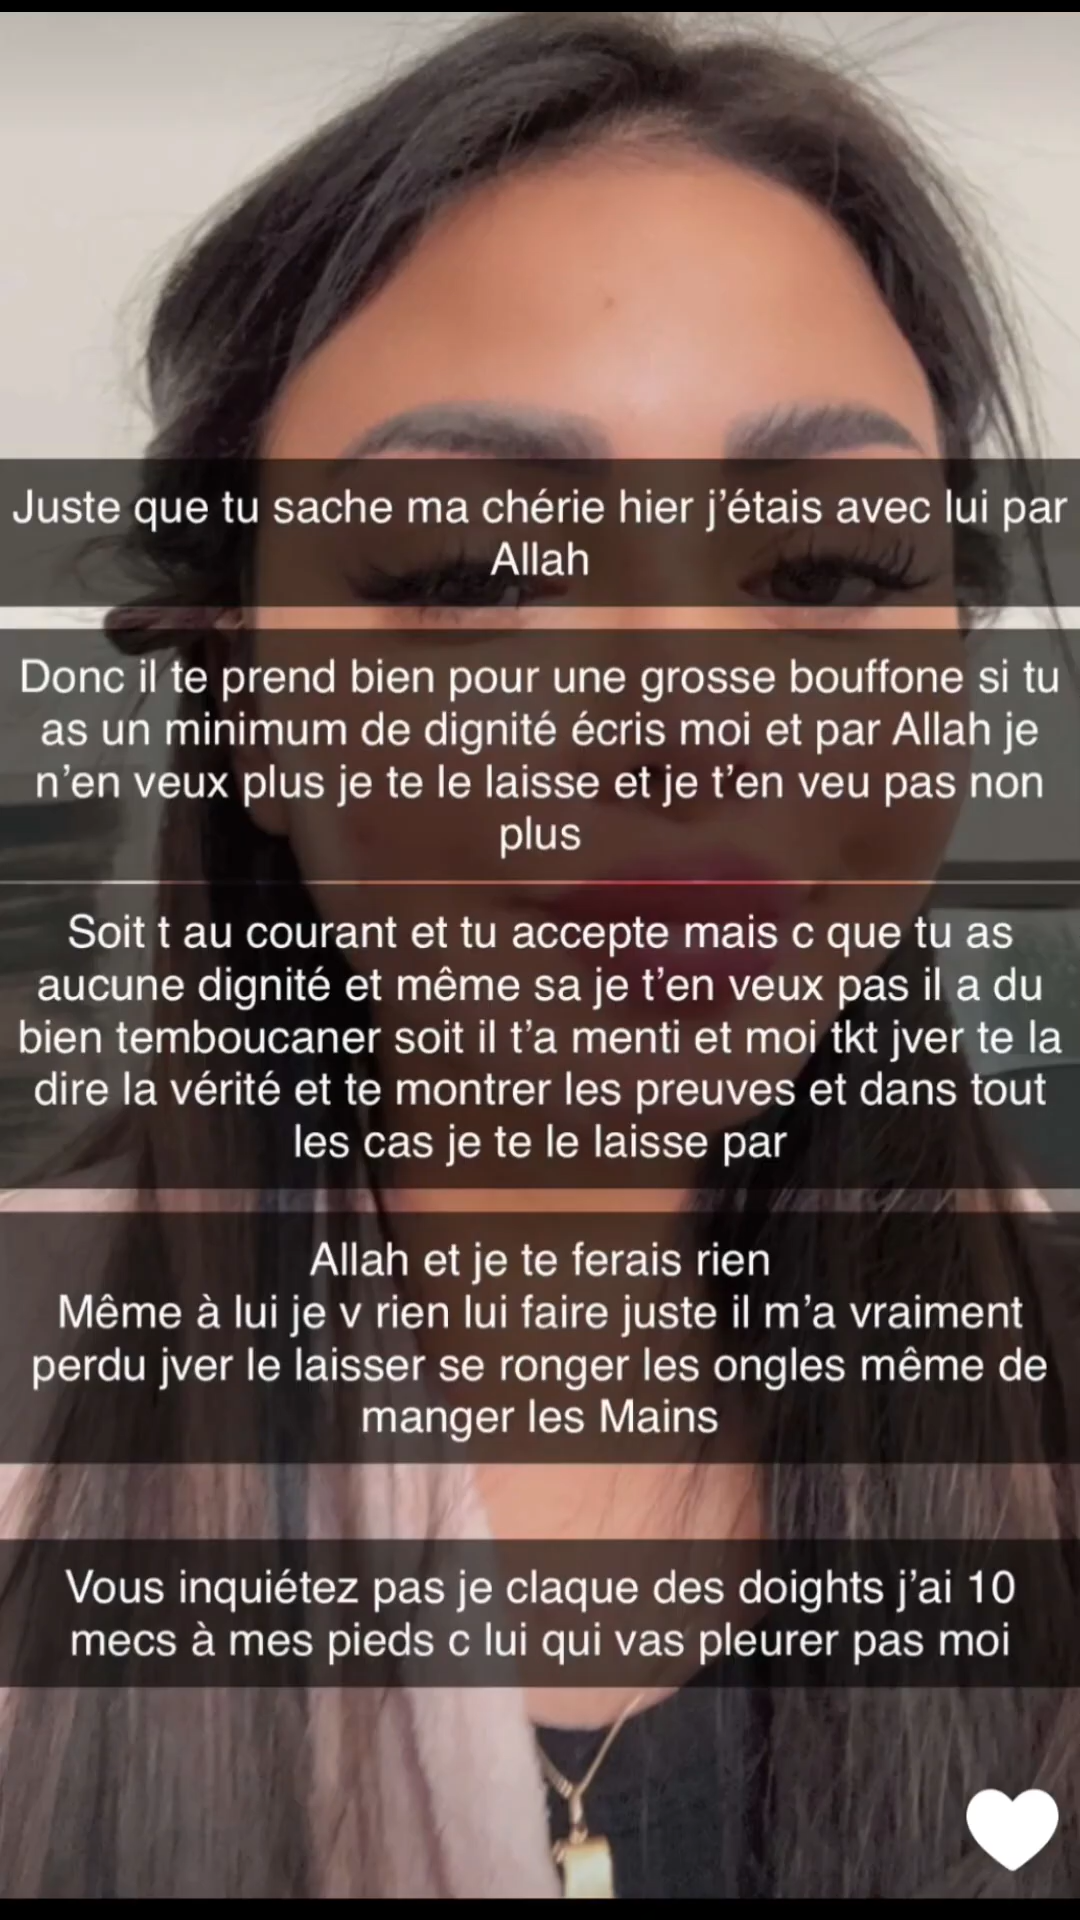 Juste que tu sache ma chérie hier j’étais avec lui par
Allah
Donc il te prend bien pour une grosse bouffone si tu
as un minimum de dignité écris moi et par Allah je
n’en veux plus je te le laisse et je t’en veu pas non
plus
Soit t au courant et tu accepte mais c que tu as
aucune dignité et même sa je t’en veux pas il a du
bien temboucaner soit il t’a menti et moi tkt jver te la
dire la vérité et te montrer les preuves et dans tout
les cas je te le laisse par
Allah et je te ferais rien
Même à lui je v rien lui faire juste il m’a vraiment
perdu jver le laisser se ronger les ongles même de
manger les Mains
Vous inquiétez pas je claque des doights j’ai 10
mecs à mes pieds c lui qui vas pleurer pas moi